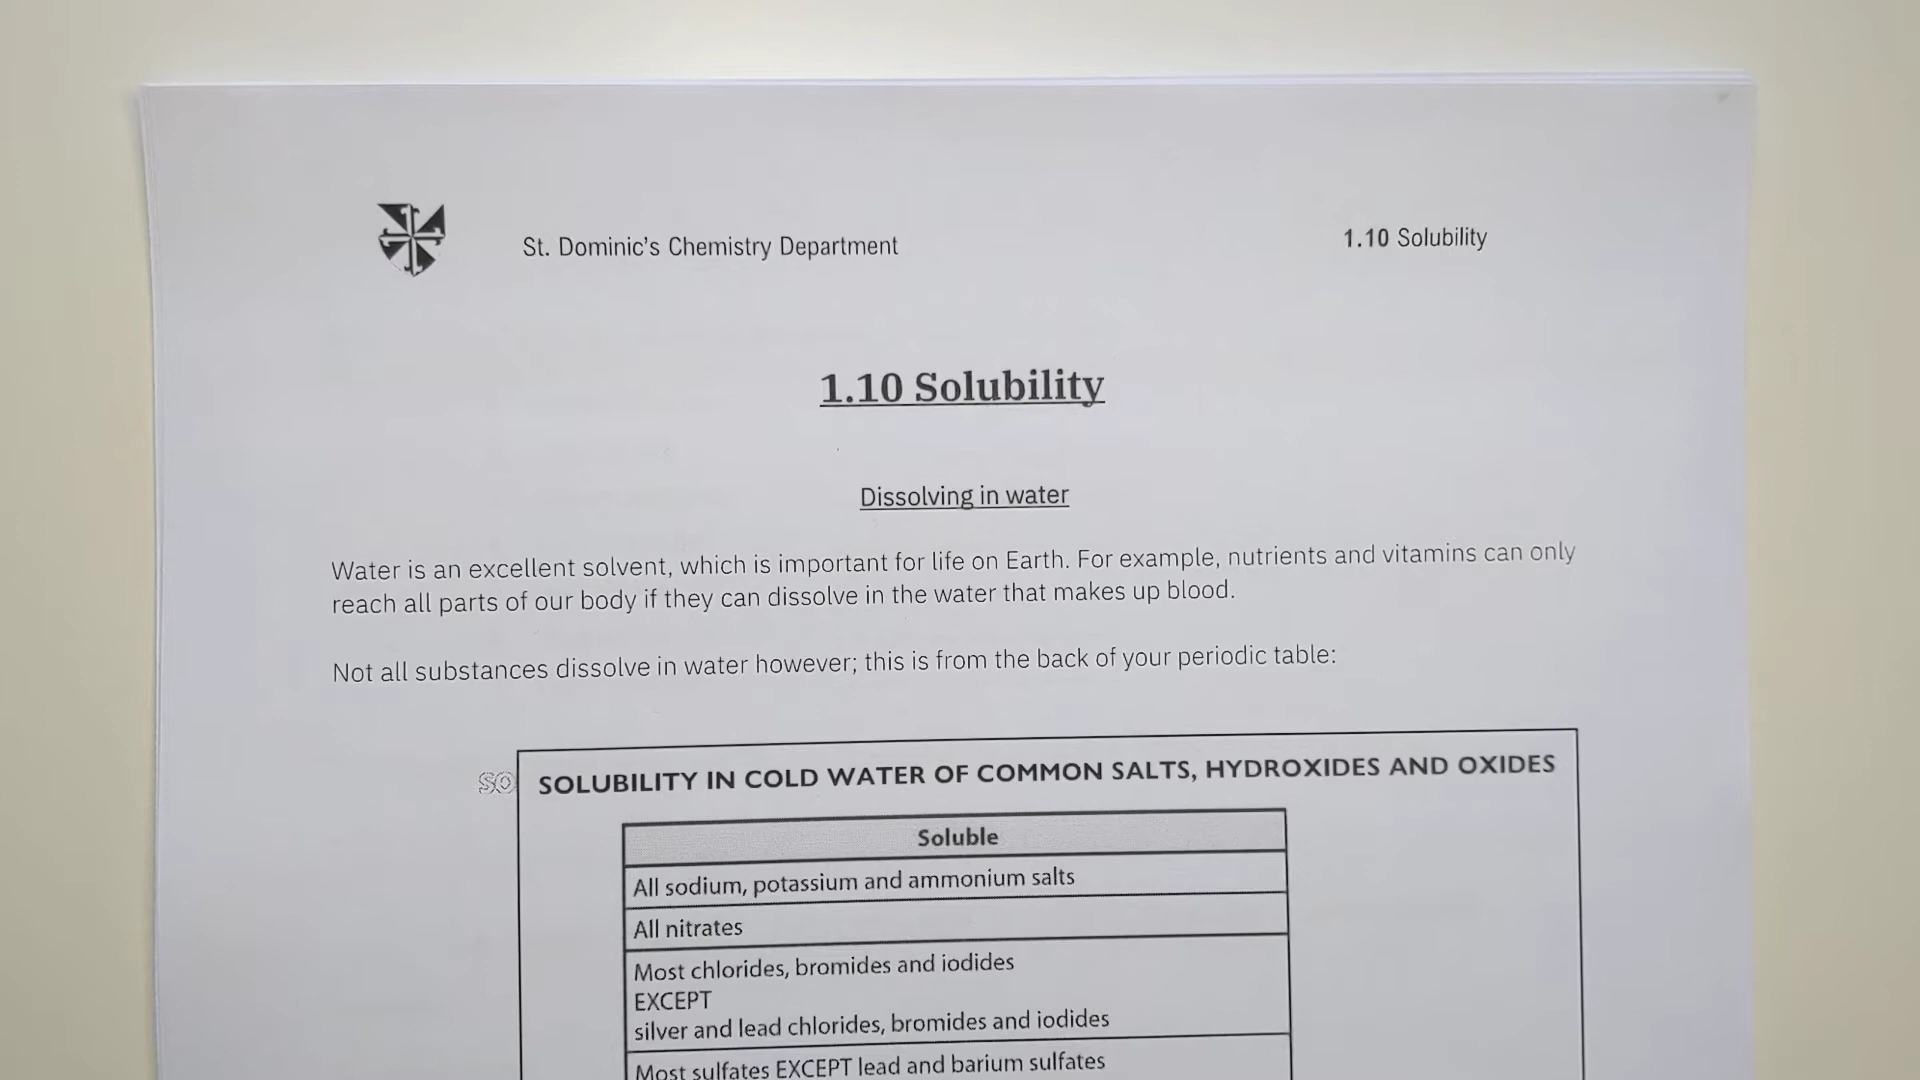 St. Dominic's Chemistry Department
1.10 Solubility
1.10 Solubility
Dissolving in water
Water is an excellent solvent, which is important for life on Earth. For example, nutrients and vitamins can only
reach all parts of our body if they can dissolve in the water that makes up blood.
Not all substances dissolve in water however; this is from the back of your periodic table:
SO
SOLUBILITY IN COLD WATER OF COMMON SALTS, HYDROXIDES AND OXIDES
Soluble
All sodium, potassium and ammonium salts
All nitrates
Most chlorides, bromides and iodides
EXCEPT
silver and lead chlorides, bromides and iodides
Most sulfates EXCEPT lead and barium sulfates